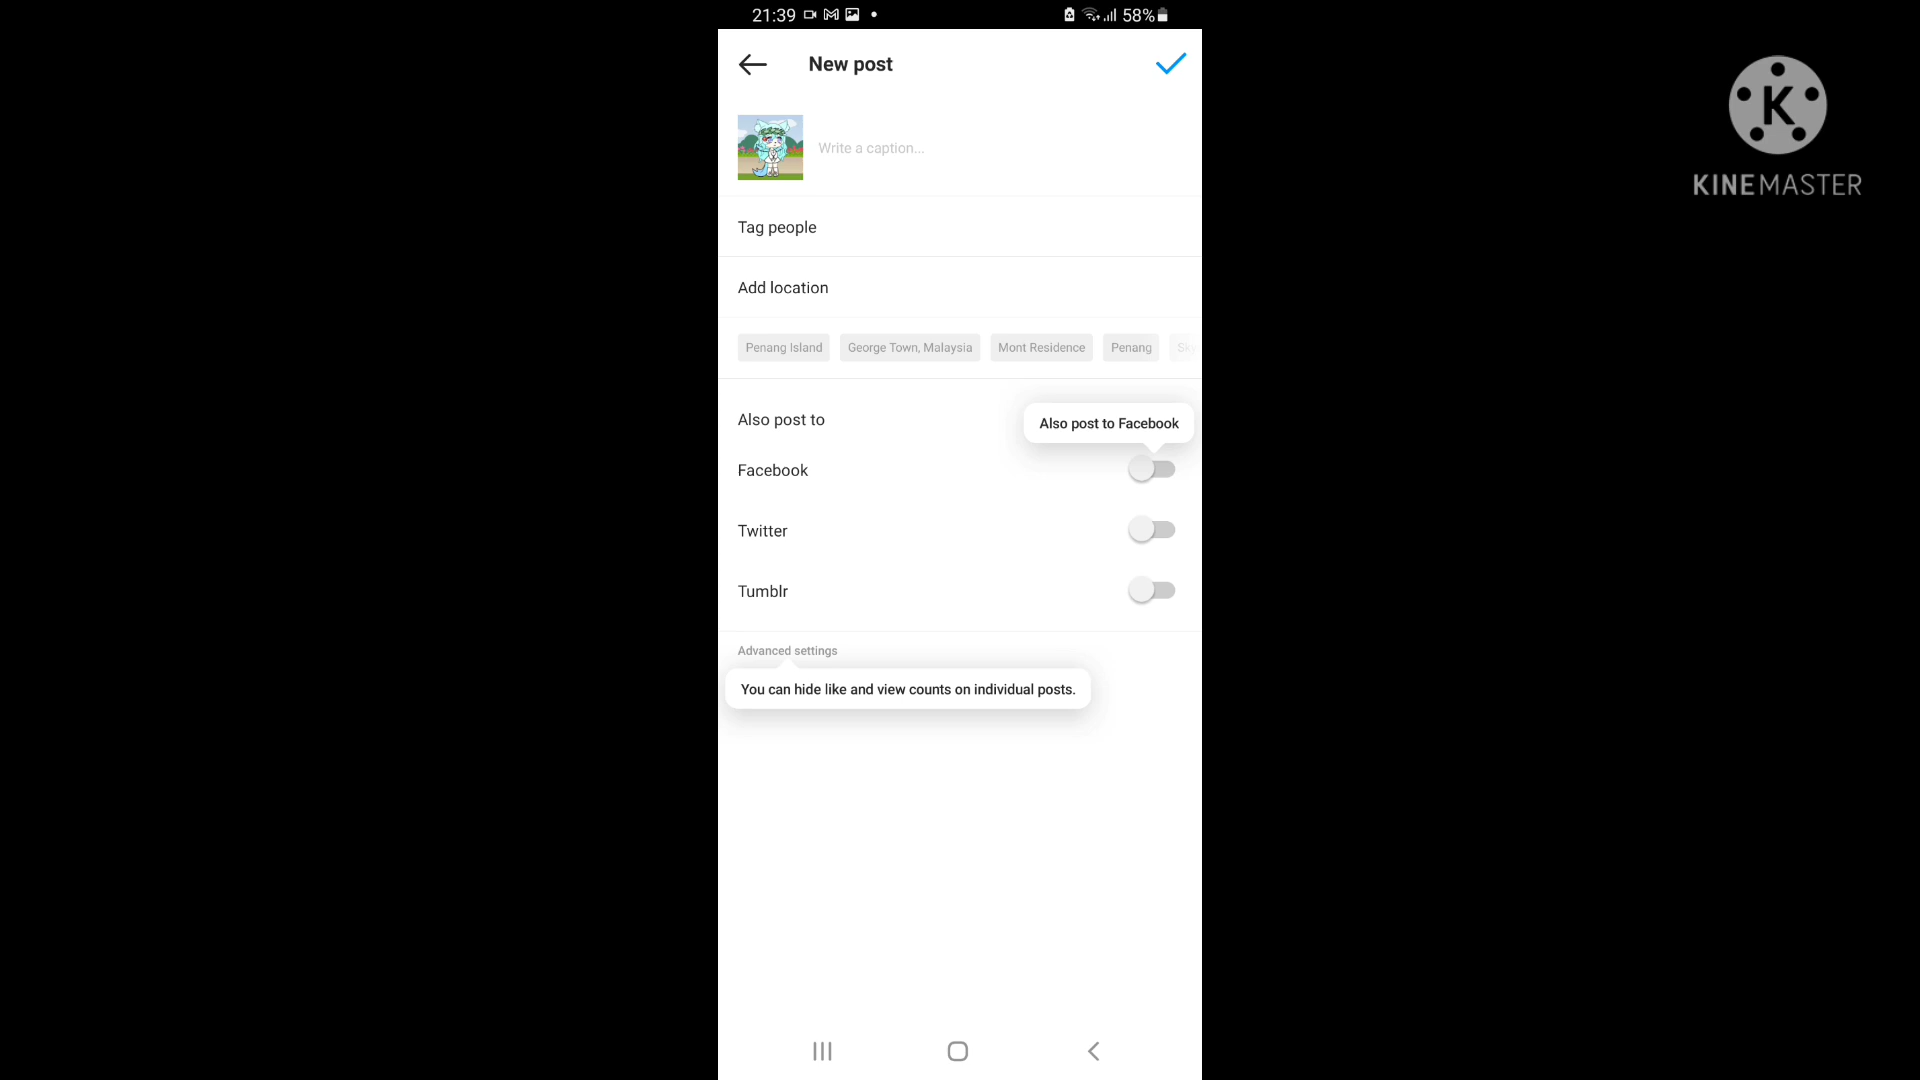 21:39
58%
New post
K
KINEMASTER
Write a caption...
Tag people
Add location
Penang Island George Town, Malaysia Mont Residence Penang
Also post to
Also post to Facebook
Facebook
Twitter
Tumblr
Advanced settings
You can hide like and view counts on individual posts.